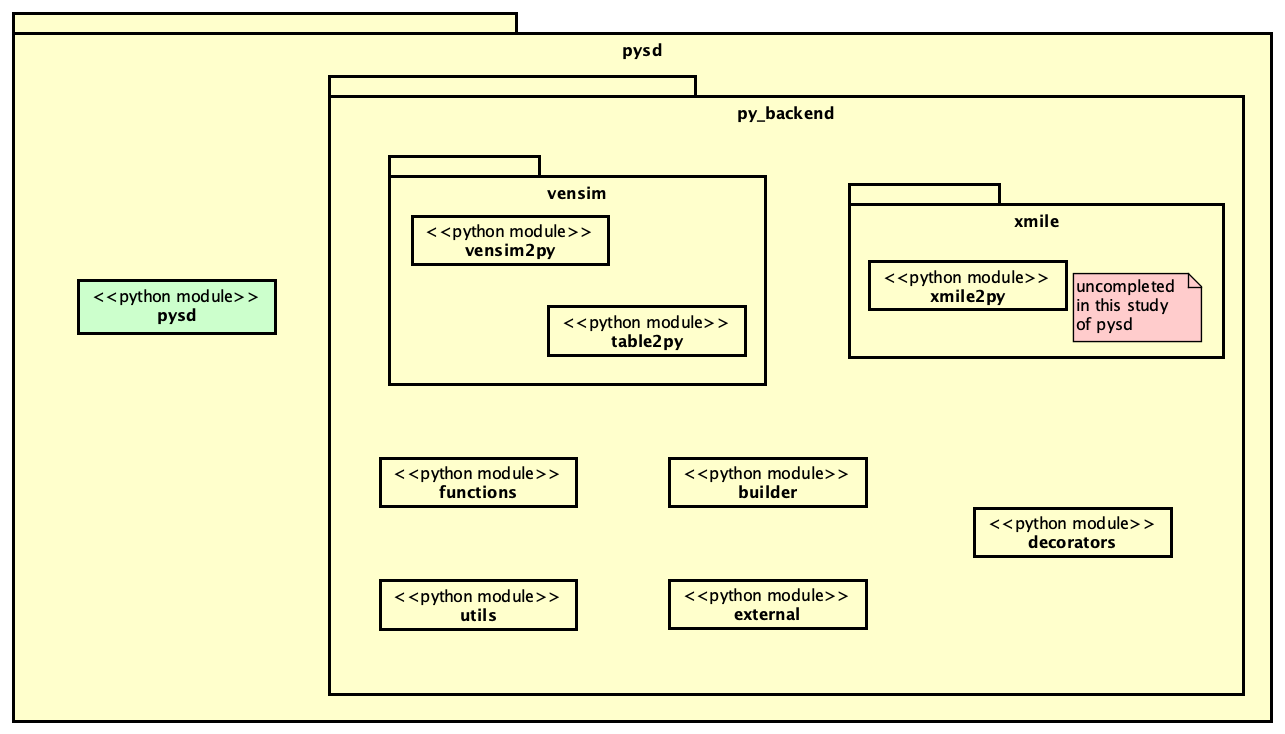 pysd
py_backend
vensim
<<python module>>
vensim2py
<<python module>>
table2py
xmile
<<python module>>
xmile2py
uncompleted
in this study
of pysd
<<python module>>
pysd
<<python module>>
functions
<<python module>>
builder
<<python module>>
decorators
<<python module>>
utils
<<python module>>
external